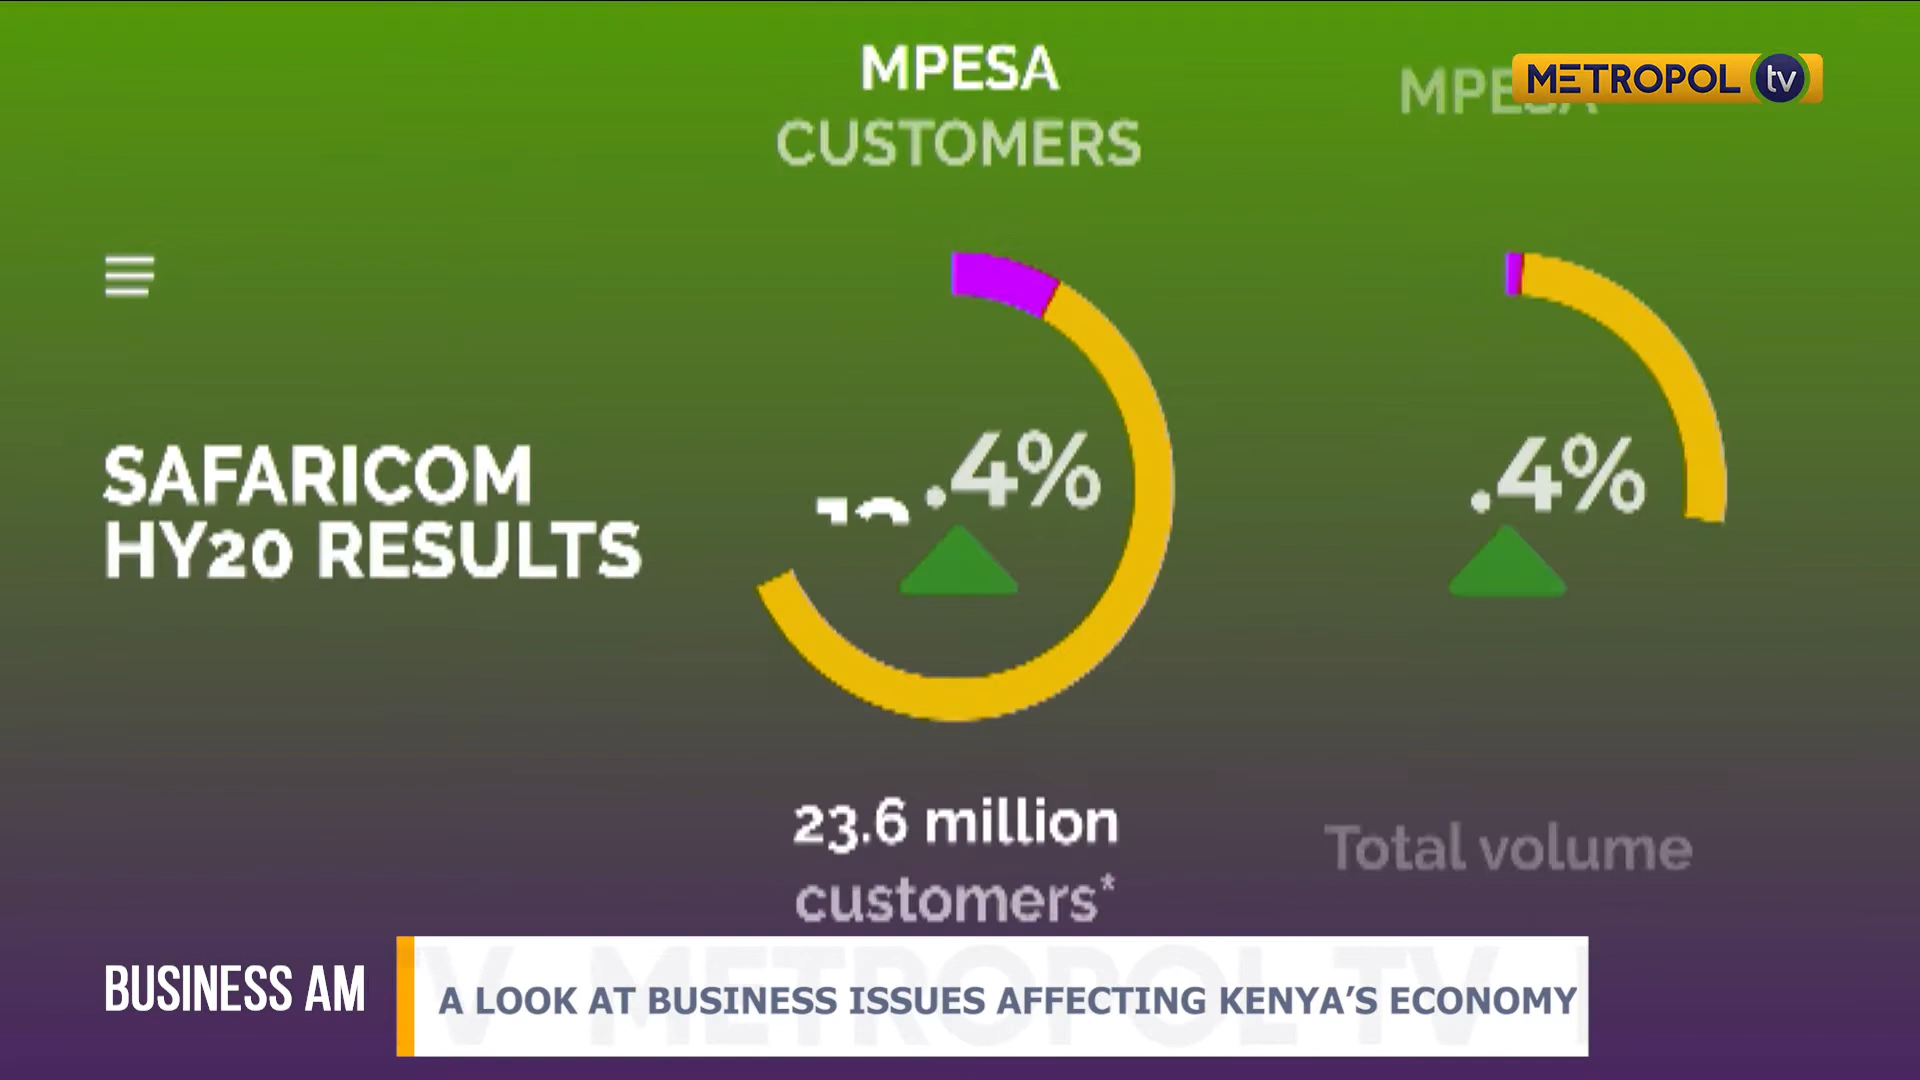 MPESA
CUSTOMERS
METROPOL tv
SAFARICOM
HY20 RESULTS
.4%
.4%
23.6 million
customers*
Total volume
BUSINESS AM
A LOOK AT BUSINESS ISSUES AFFECTING KENYA'S ECONOMY